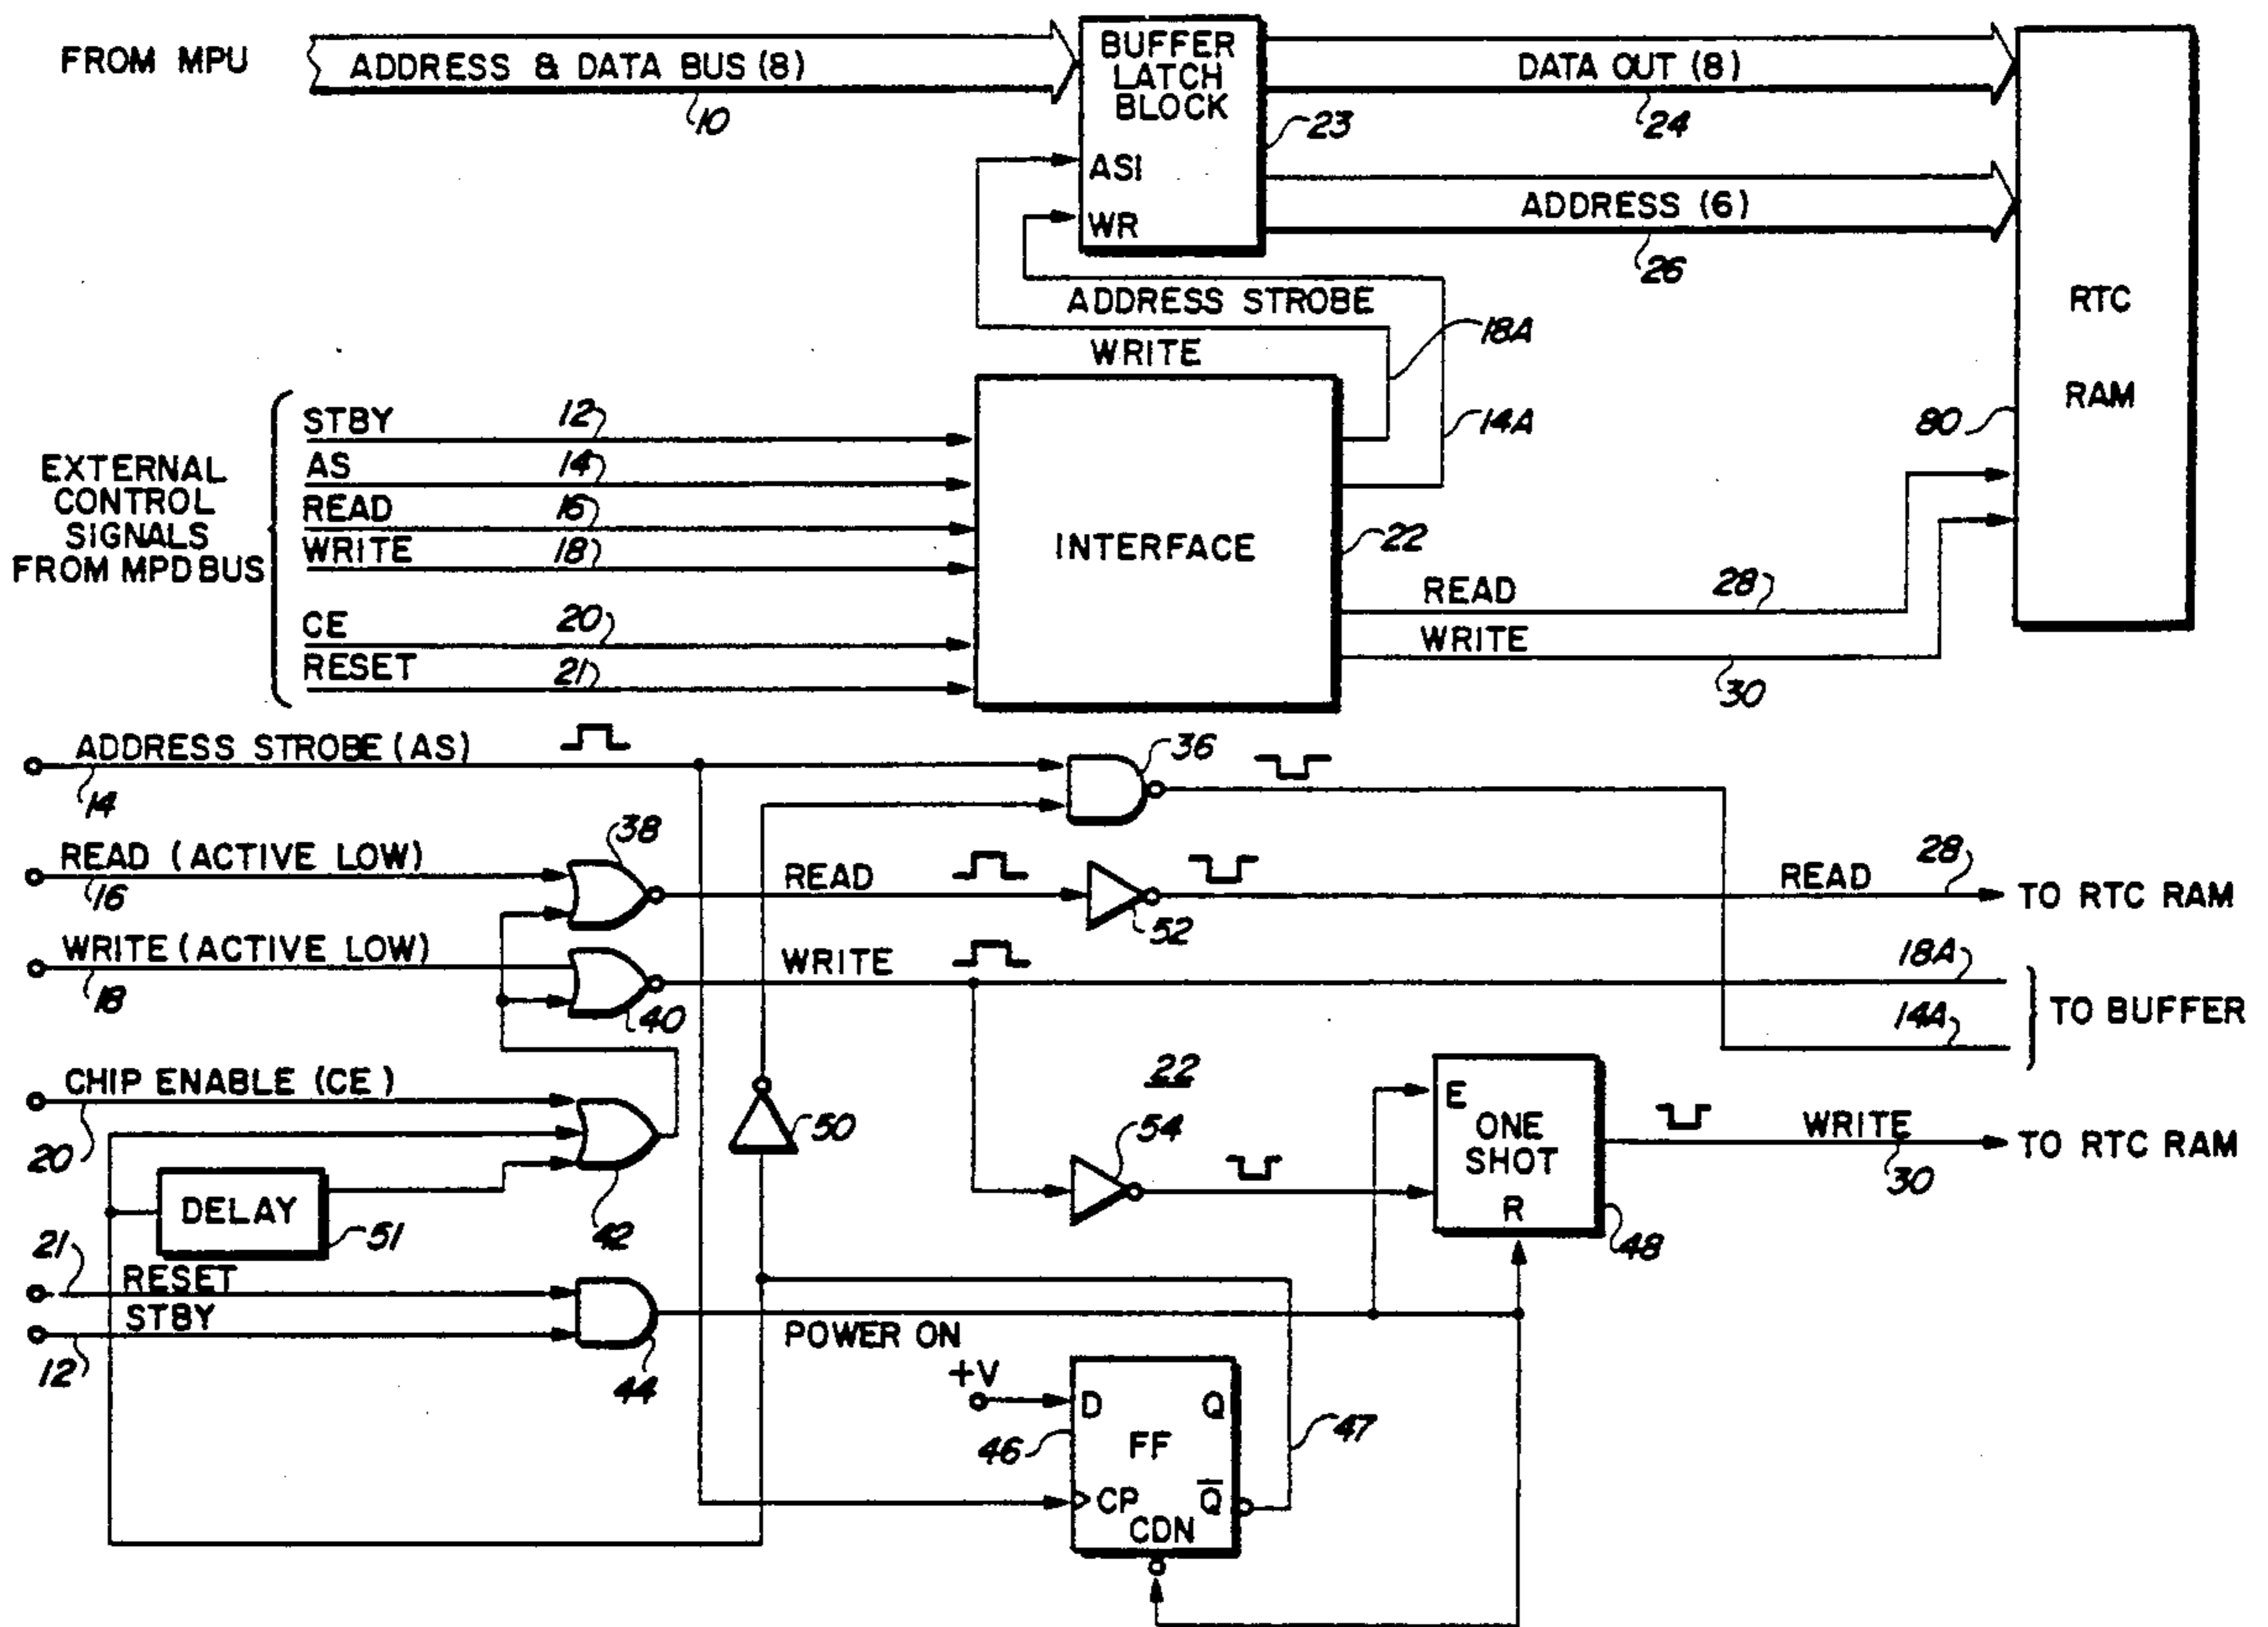 FROM MPU
ADDRESS & DATA BUS (8)
10
BUFFER
LATCH
BLOCK
ASI
WR
23
DATA OUT (8)
24
ADDRESS (6)
26
RTC
RAM
80
ADDRESS STROBE
WRITE
18A
14A
EXTERNAL
CONTROL
SIGNALS
FROM MPD BUS
STBY
12
AS
14
READ
16
WRITE
18
CE
20
RESET
21
INTERFACE
22
READ
28
WRITE
30
ADDRESS STROBE (AS)
14
36
READ (ACTIVE LOW)
16
38
READ
52
READ
28
TO RTC RAM
WRITE (ACTIVE LOW)
18
40
WRITE
18A
14A
TO BUFFER
CHIP ENABLE (CE)
20
42
50
22
54
E
ONE
SHOT
R
48
WRITE
30
TO RTC RAM
DELAY
51
21
RESET
STBY
12
44
POWER ON
+V
D
Q
46
FF
47
CP
Q̅
CDN